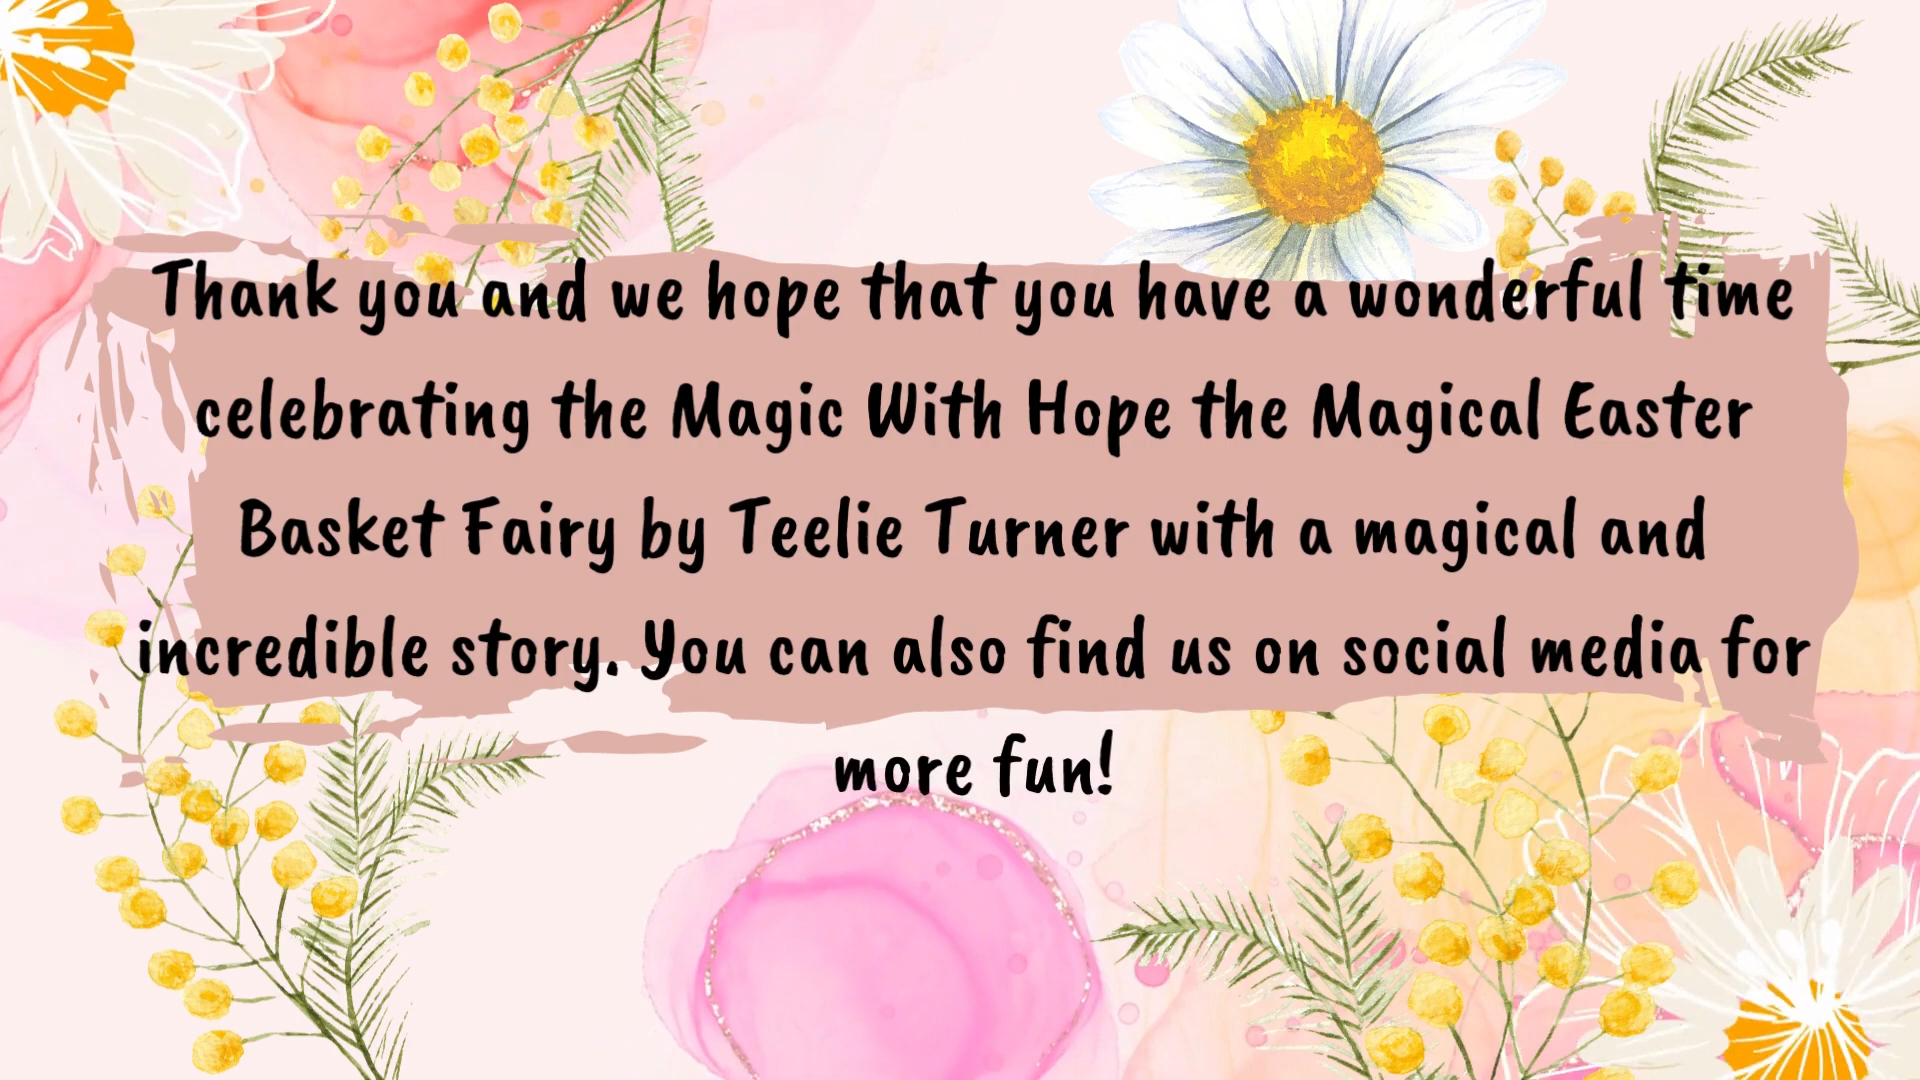 Thank you and we hope that you have a wonderful time
celebrating the Magic With Hope the Magical Easter
Basket Fairy by Teelie Turner with a magical and
incredible story. You can also find us on social media for
more fun!